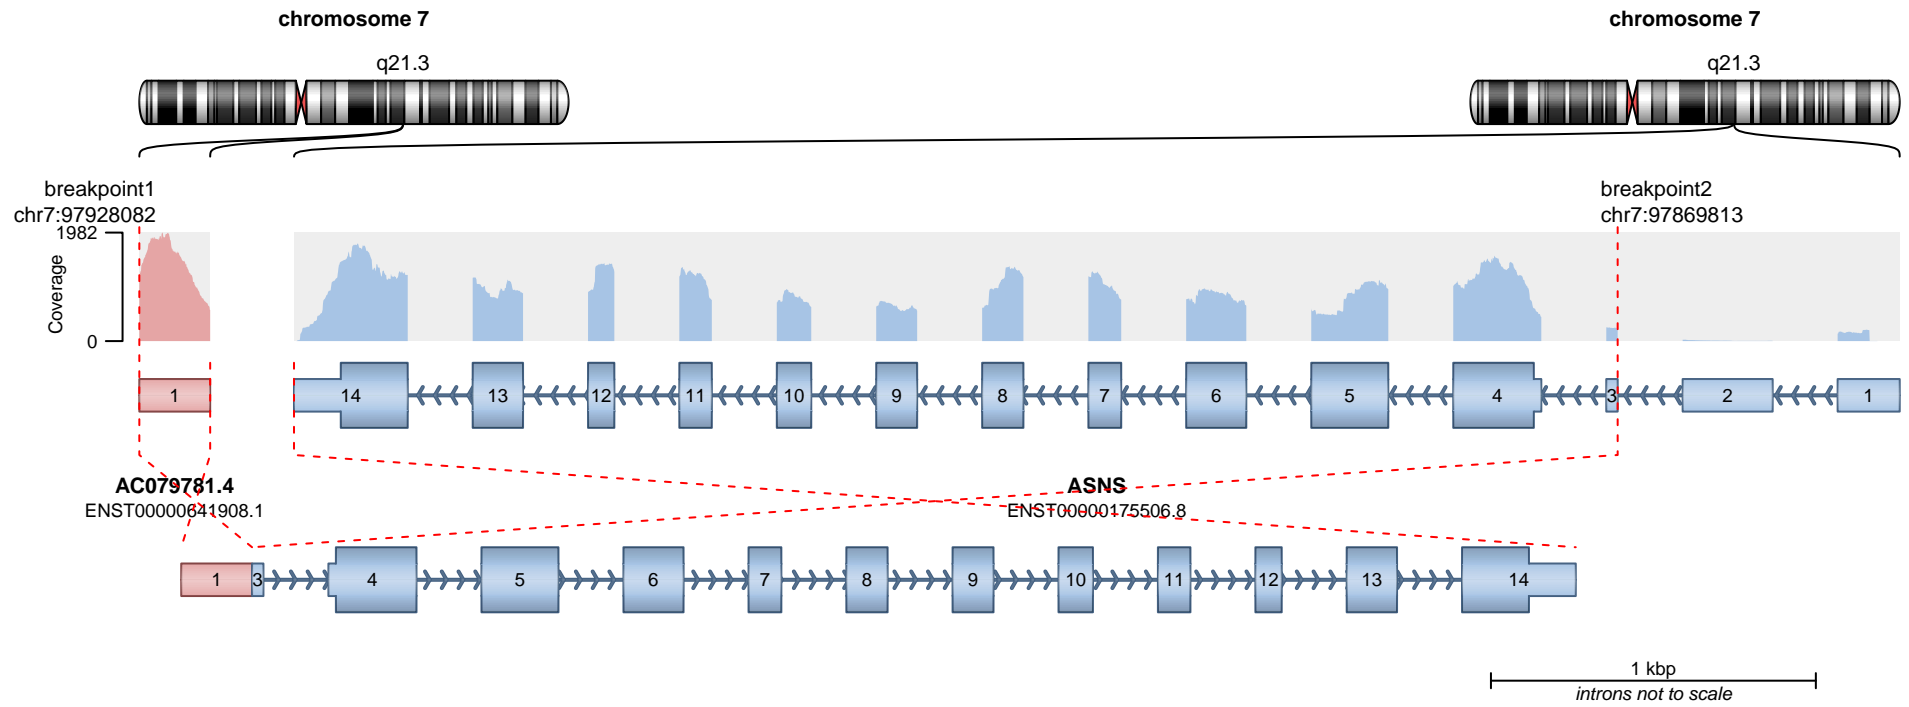 chromosome 7
chromosome 7
q21.3
q21.3
breakpoint1
chr7:97928082
breakpoint2
chr7:97869813
1982
Coverage
0
1
14 13 12 11 10 9 8 7 6 5 4 3 2 1
AC079781.4
ENST00000641908.1
ASNS
ENST00000175506.8
1 3 4 5 6 7 8 9 10 11 12 13 14
1 kbp
introns not to scale